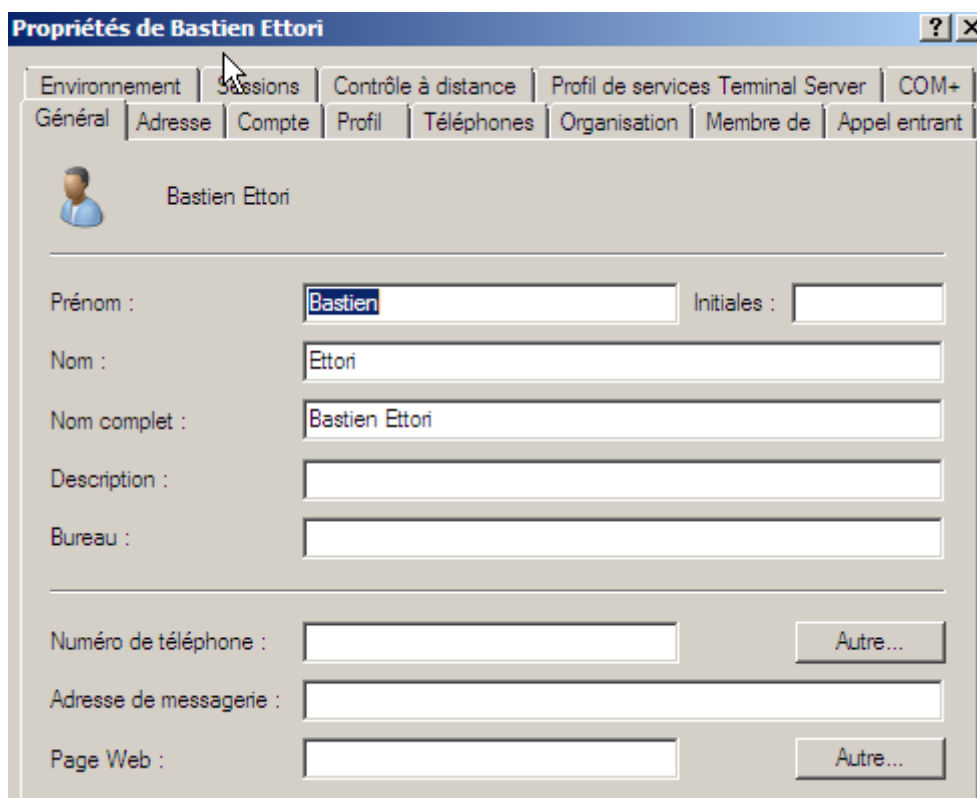 Propriétés de Bastien Ettori
Environnement Sessions Contrôle à distance Profil de services Terminal Server COM+
Général Adresse Compte Profil Téléphones Organisation Membre de Appel entrant
Bastien Ettori
Prénom : Bastien Initiales :
Nom : Ettori
Nom complet : Bastien Ettori
Description :
Bureau :
Numéro de téléphone : Autre...
Adresse de messagerie :
Page Web : Autre...